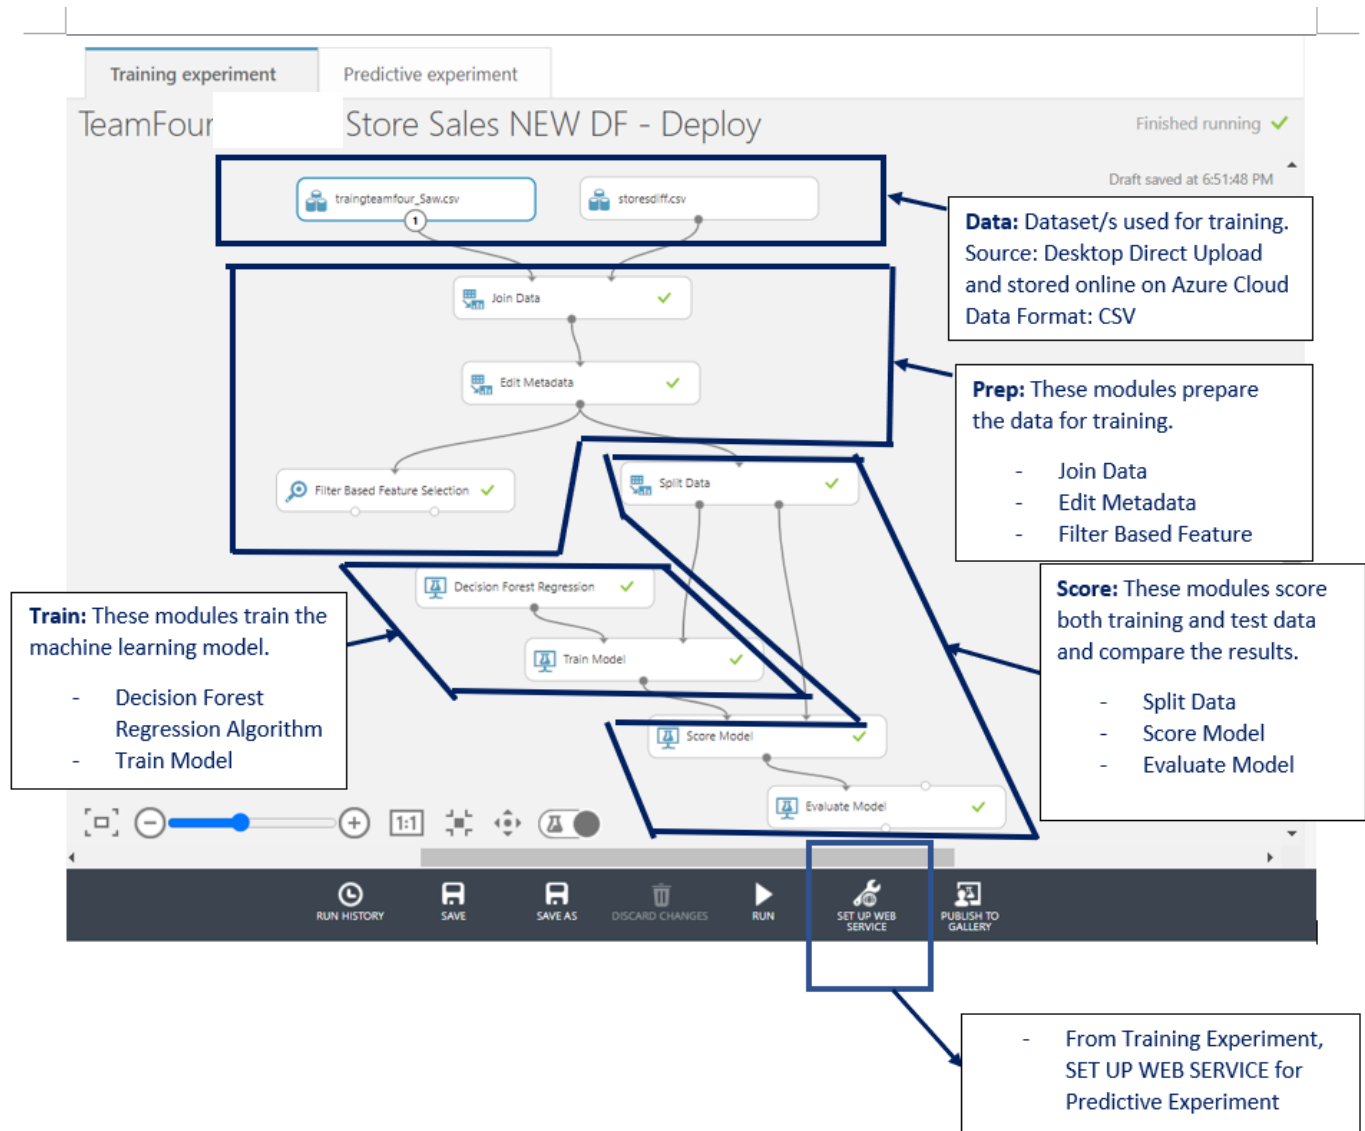 Training experiment
Predictive experiment
TeamFour Store Sales NEW DF - Deploy
Finished running
Draft saved at 6:51:48 PM
traingteamfour_Saw.csv
storesdiff.csv
1
Data: Dataset/s used for training.
Source: Desktop Direct Upload
and stored online on Azure Cloud
Data Format: CSV
Join Data
Edit Metadata
Prep: These modules prepare
the data for training.
- Join Data
- Edit Metadata
- Filter Based Feature
Filter Based Feature Selection
Split Data
Decision Forest Regression
Train Model
Train: These modules train the
machine learning model.
- Decision Forest
Regression Algorithm
- Train Model
Score: These modules score
both training and test data
and compare the results.
- Split Data
- Score Model
- Evaluate Model
Score Model
Evaluate Model
1:1
RUN HISTORY
SAVE
SAVE AS
DISCARD CHANGES
RUN
SET UP WEB
SERVICE
PUBLISH TO
GALLERY
- From Training Experiment,
SET UP WEB SERVICE for
Predictive Experiment